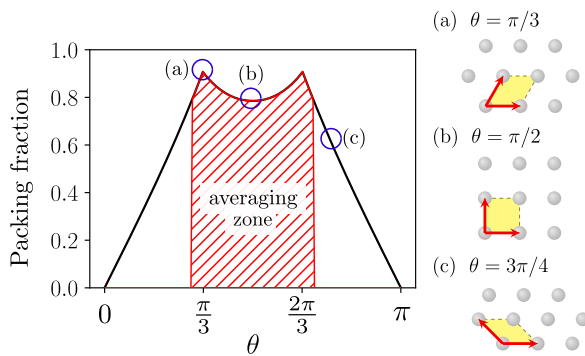 Packing fraction
1.0
0.8
0.6
0.4
0.2
0.0
(a)
(b)
(c)
averaging
zone
0
π/3
2π/3
π
θ
(a) θ = π/3
(b) θ = π/2
(c) θ = 3π/4